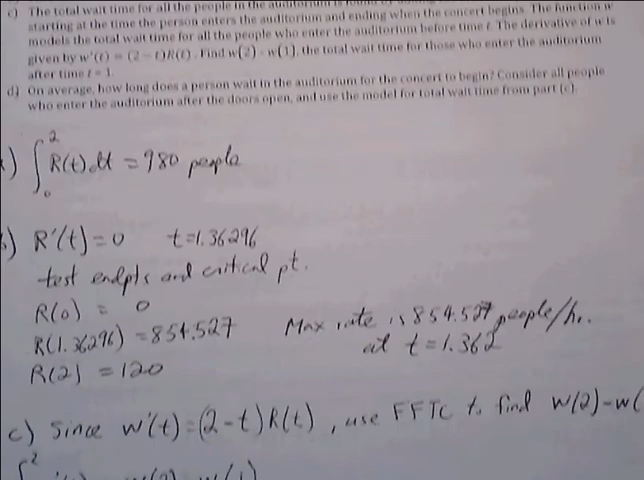 c) The total wait time for all the people in the auditorium is found by adding
starting at the time the person enters the auditorium and ending when the concert begins. The function w
models the total wait time for all the people who enter the auditorium before time t. The derivative of w is
given by w'(t) = (2 - t)R(t). Find w(2) - w(1), the total wait time for those who enter the auditorium
after time t = 1.
d) On average, how long does a person wait in the auditorium for the concert to begin? Consider all people
who enter the auditorium after the doors open, and use the model for total wait time from part (c).
) ∫₀² R(t)dt = 980 people
) R'(t)=0 t=1.36296
test endpts and critical pt.
R(0) = 0
R(1.36296) = 854.527 Max rate is 854.527 people/hr.
R(2) = 120 at t=1.362
c) Since w'(t)=(2-t)R(t), use FFTC to find w(2)-w(